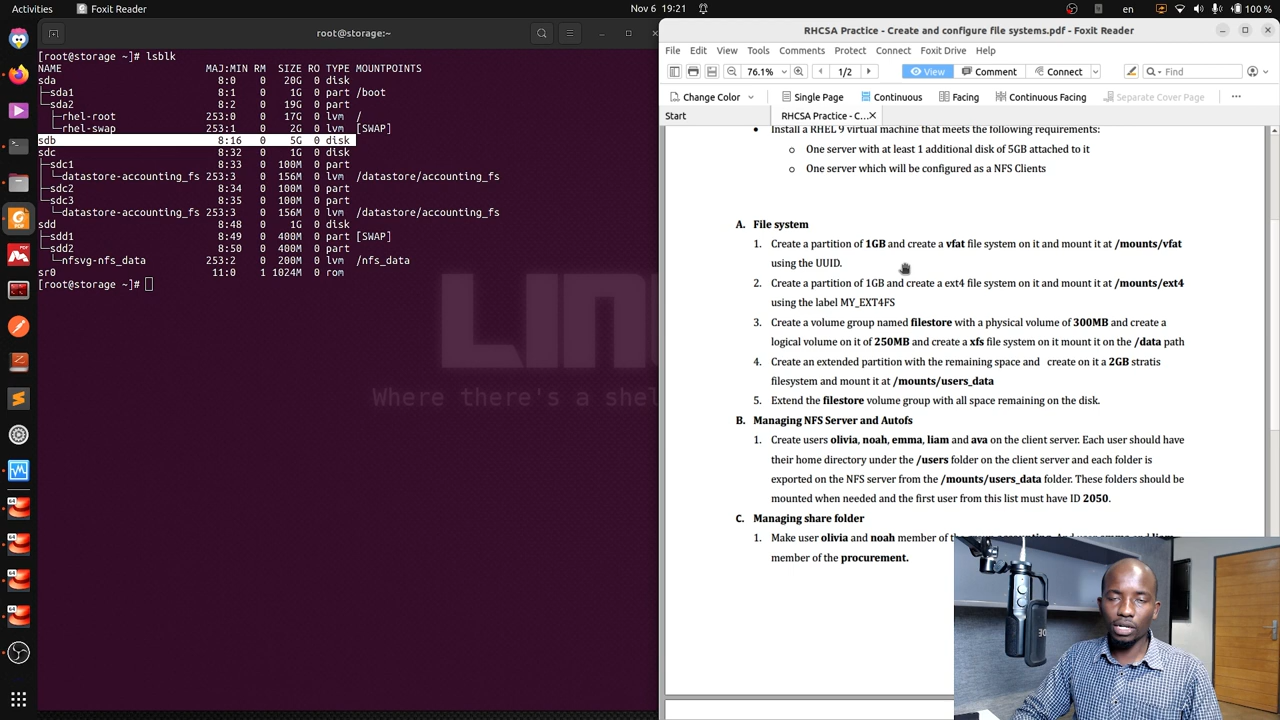 Activities
Nov 6 19:21
100 %
root@storage:~
RHCSA Practice - Create and configure file systems.pdf - Foxit Reader
[root@storage ~]# lsblk
NAME MAJ:MIN RM SIZE RO TYPE MOUNTPOINTS
sda 8:0 0 20G 0 disk
├─sda1 8:1 0 1G 0 part /boot
└─sda2 8:2 0 19G 0 part
├─rhel-root 253:0 0 17G 0 lvm /
└─rhel-swap 253:1 0 2G 0 lvm [SWAP]
sdb 8:16 0 5G 0 disk
sdc 8:32 0 1G 0 disk
├─sdc1 8:33 0 100M 0 part
│ └─datastore-accounting_fs 253:3 0 156M 0 lvm /datastore/accounting_fs
├─sdc2 8:34 0 100M 0 part
└─sdc3 8:35 0 100M 0 part
└─datastore-accounting_fs 253:3 0 156M 0 lvm /datastore/accounting_fs
sdd 8:48 0 1G 0 disk
├─sdd1 8:49 0 400M 0 part [SWAP]
└─sdd2 8:50 0 400M 0 part
└─nfsvg-nfs_data 253:2 0 200M 0 lvm /nfs_data
sr0 11:0 1 1024M 0 rom
[root@storage ~]#
Where there's a shel
File Edit View Tools Comments Protect Connect Foxit Drive Help
76.1% 1/2 View Comment Connect Find
Change Color Single Page Continuous Facing Continuous Facing Separate Cover Page ...
Start RHCSA Practice - C...
• Install a RHEL 9 virtual machine that meets the following requirements:
o One server with at least 1 additional disk of 5GB attached to it
o One server which will be configured as a NFS Clients
A. File system
1. Create a partition of 1GB and create a vfat file system on it and mount it at /mounts/vfat
using the UUID.
2. Create a partition of 1GB and create a ext4 file system on it and mount it at /mounts/ext4
using the label MY_EXT4FS
3. Create a volume group named filestore with a physical volume of 300MB and create a
logical volume on it of 250MB and create a xfs file system on it mount it on the /data path
4. Create an extended partition with the remaining space and create on it a 2GB stratis
filesystem and mount it at /mounts/users_data
5. Extend the filestore volume group with all space remaining on the disk.
B. Managing NFS Server and Autofs
1. Create users olivia, noah, emma, liam and ava on the client server. Each user should have
their home directory under the /users folder on the client server and each folder is
exported on the NFS server from the /mounts/users_data folder. These folders should be
mounted when needed and the first user from this list must have ID 2050.
C. Managing share folder
1. Make user olivia and noah member of the
member of the procurement.